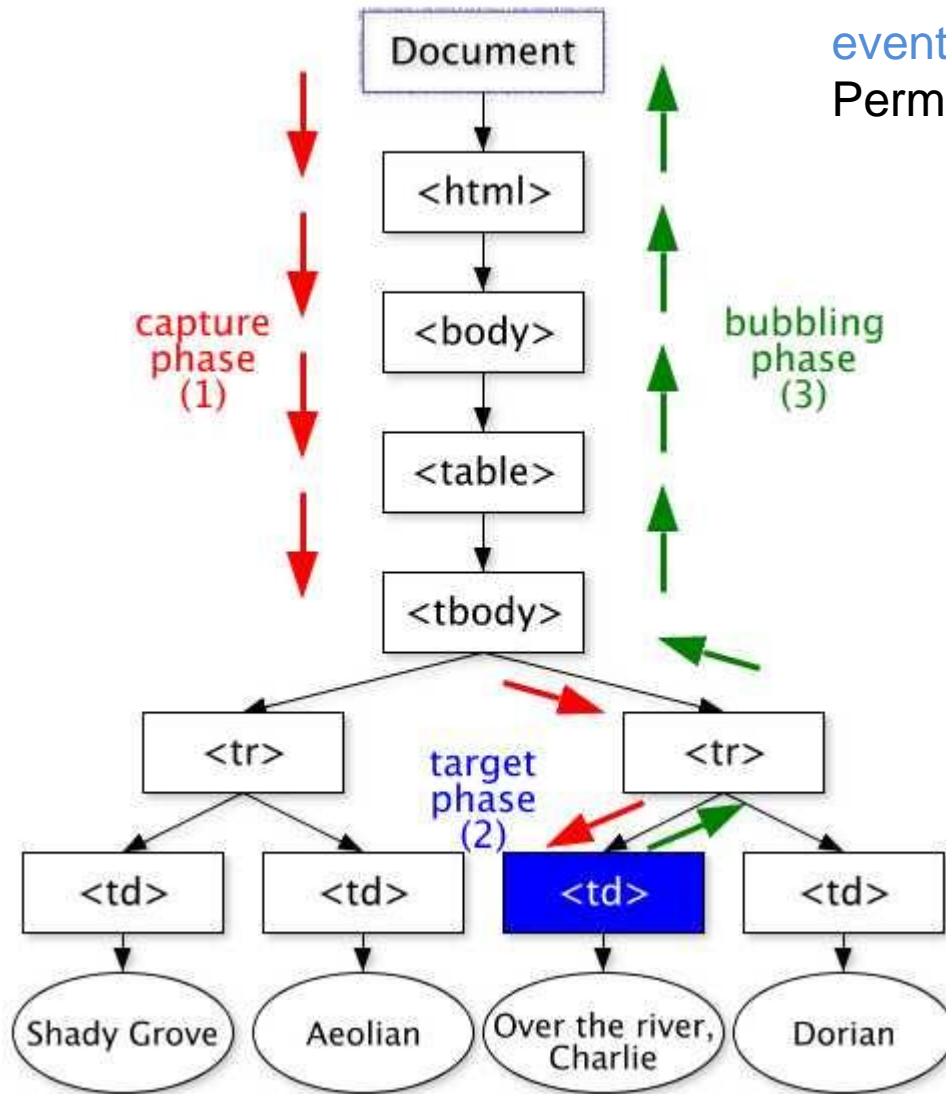 Document
event
Perm
<html>
capture
phase
(1)
<body>
bubbling
phase
(3)
<table>
<tbody>
<tr>
target
phase
(2)
<tr>
<td>
<td>
<td>
<td>
Shady Grove
Aeolian
Over the river,
Charlie
Dorian